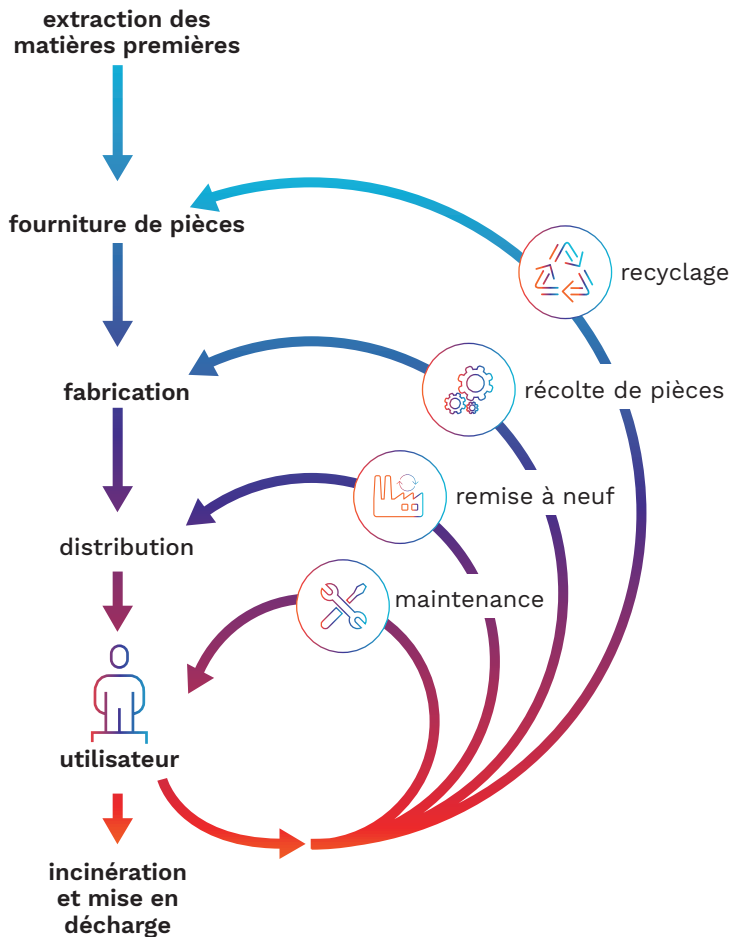 extraction des
matières premières
fourniture de pièces
recyclage
fabrication
récolte de pièces
remise à neuf
distribution
maintenance
utilisateur
incinération
et mise en
décharge